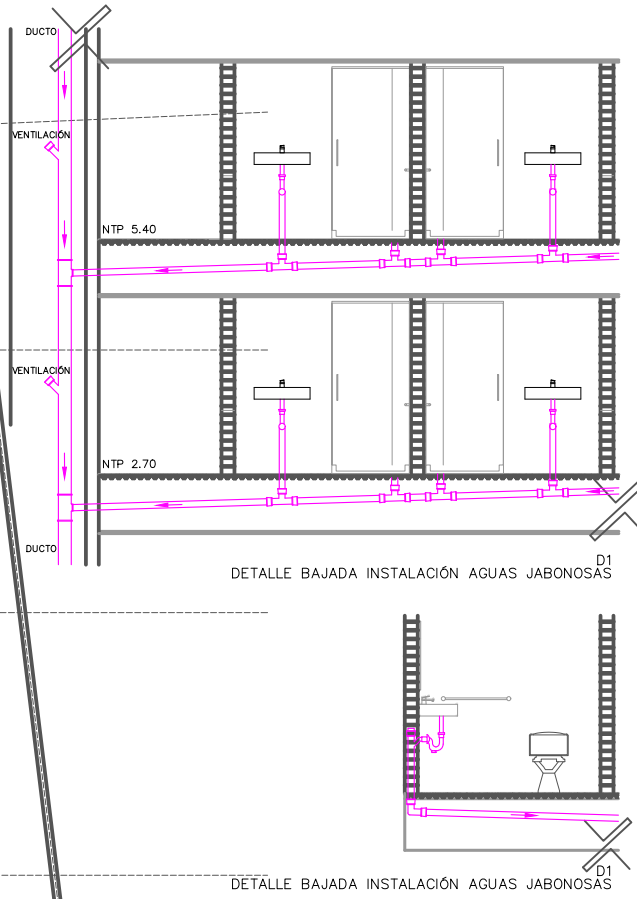 DUCTO
VENTILACIÓN
NTP 5.40
VENTILACIÓN
NTP 2.70
DUCTO
D1
DETALLE BAJADA INSTALACIÓN AGUAS JABONOSAS
D1
DETALLE BAJADA INSTALACIÓN AGUAS JABONOSAS